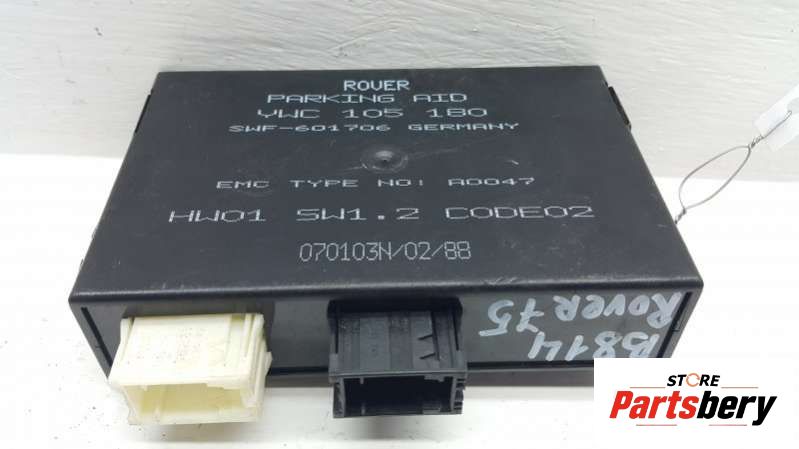 ROVER
PARKING AID
YWC 105 180
SWF-601706 GERMANY
EMC TYPE NO: A0047
HW01 SW1.2 CODE02
070103N/02/88
B814
Rover 75
STORE
Partsbery